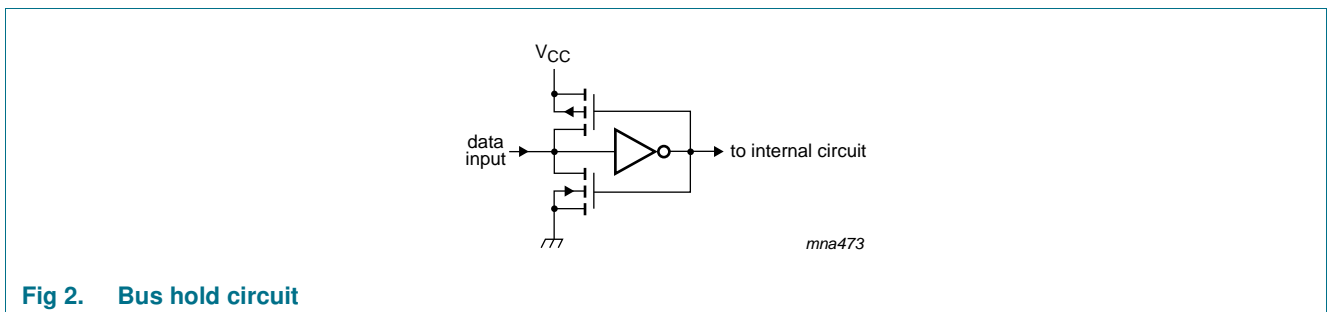 VCC
data
input
to internal circuit
mna473
Fig 2. Bus hold circuit